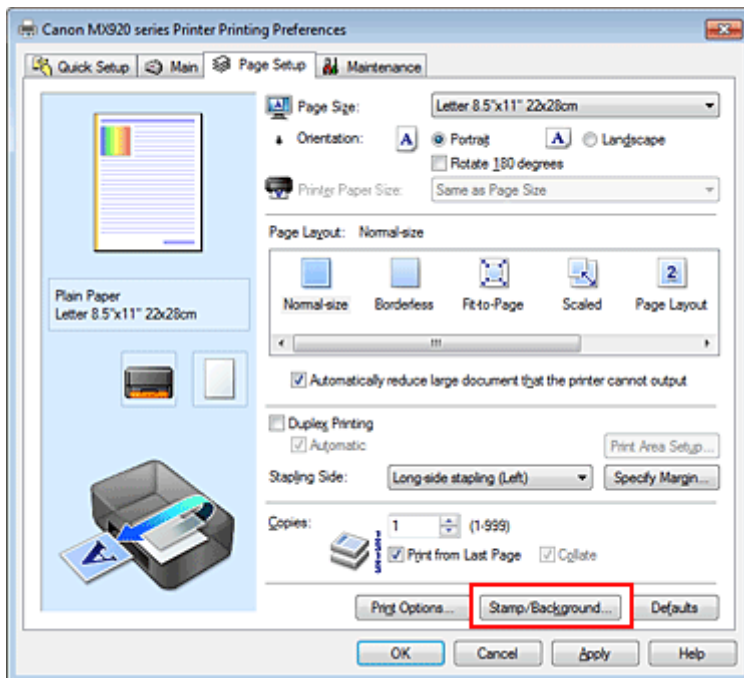 Canon MX920 series Printer Printing Preferences
Quick Setup Main Page Setup Maintenance
Page Size: Letter 8.5"x11" 22x28cm
Orientation: A Portrait A Landscape
Rotate 180 degrees
Printer Paper Size: Same as Page Size
Page Layout: Normal-size
2
Normal-size Borderless Fit-to-Page Scaled Page Layout
Plain Paper
Letter 8.5"x11" 22x28cm
Automatically reduce large document that the printer cannot output
Duplex Printing
Automatic Print Area Setup...
Stapling Side: Long-side stapling (Left) Specify Margin...
Copies: 1 (1-999)
Print from Last Page Collate
A
Print Options... Stamp/Background... Defaults
OK Cancel Apply Help